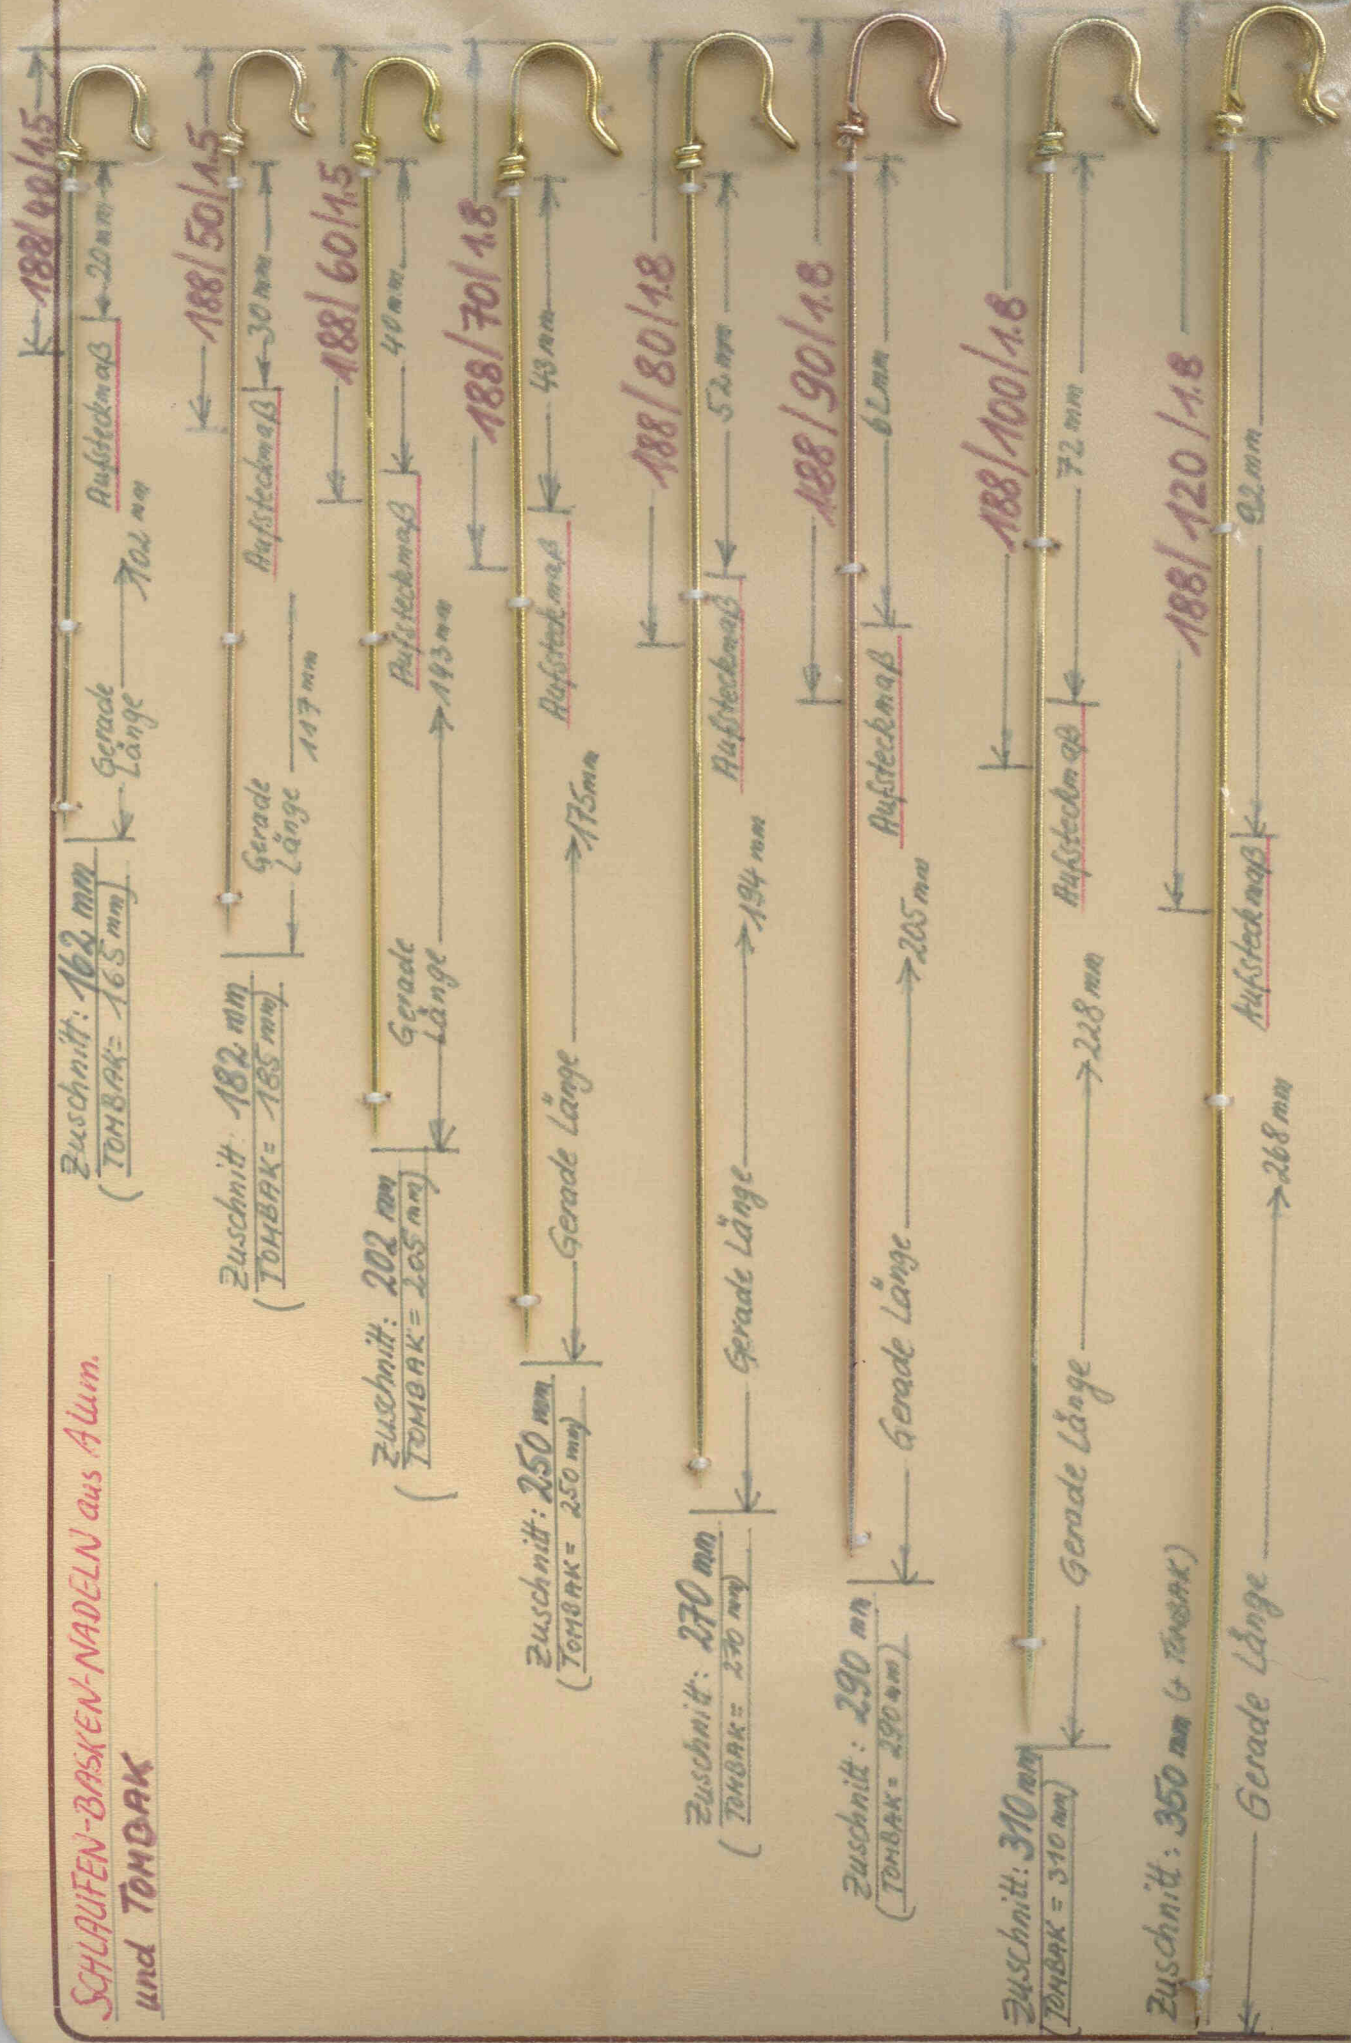 SCHLAUFEN-BASKEN-NADELN aus Alum.
und TOMBAK
188/40/1.5
20mm
Aufsteckmaß
Gerade
Länge
102 mm
Zuschnitt: 162 mm
(TOMBAK = 165 mm)
188/50/1.5
30mm
Aufsteckmaß
Gerade
Länge
117 mm
Zuschnitt: 182 mm
(TOMBAK = 185 mm)
188/60/1.5
40mm
Aufsteckmaß
Gerade
Länge
143 mm
Zuschnitt: 202 mm
(TOMBAK = 205 mm)
188/70/1.8
43mm
Aufsteckmaß
Gerade Länge
175mm
Zuschnitt: 250 mm
(TOMBAK = 250 mm)
188/80/1.8
52mm
Aufsteckmaß
Gerade Länge
194 mm
Zuschnitt: 270 mm
(TOMBAK = 270 mm)
188/90/1.8
62mm
Aufsteckmaß
Gerade Länge
205 mm
Zuschnitt: 290 mm
(TOMBAK = 290 mm)
188/100/1.8
72 mm
Aufsteckmaß
Gerade Länge
228 mm
Zuschnitt: 310 mm
(TOMBAK = 310 mm)
188/120/1.8
92mm
Aufsteckmaß
Gerade Länge
268mm
Zuschnitt: 350 mm (+ TOMBAK)